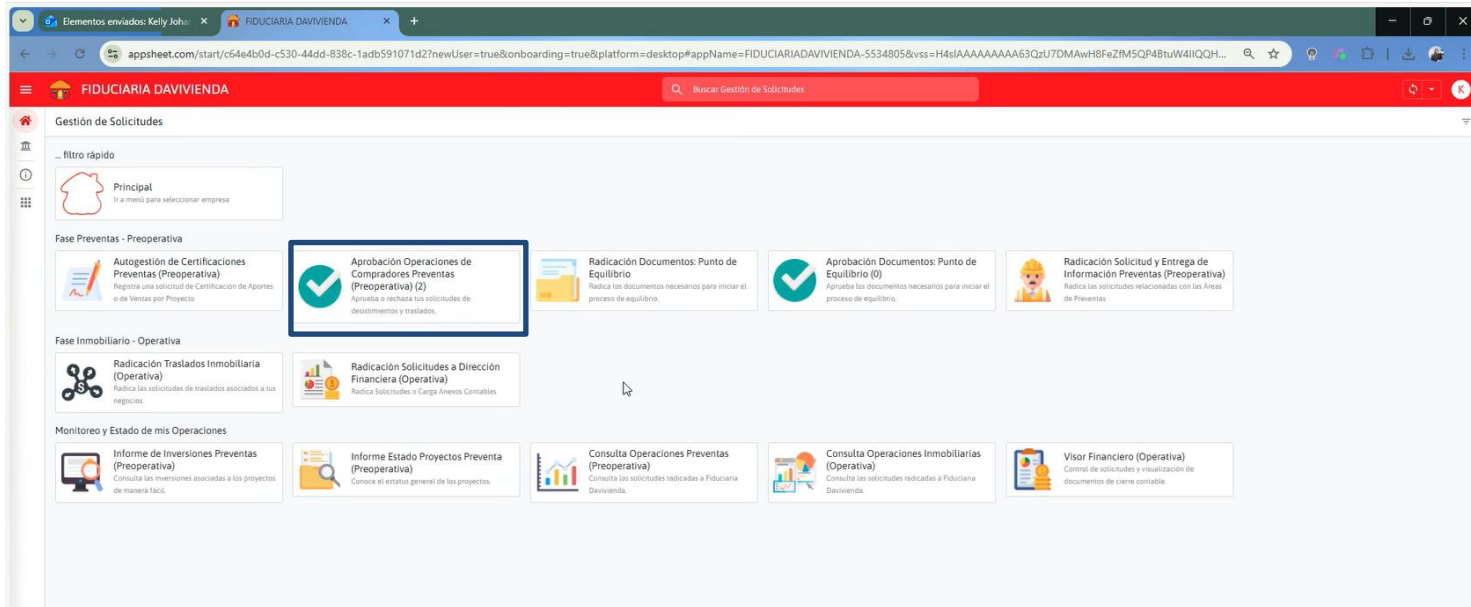 Elementos enviados: Kelly Joha
FIDUCIARIA DAVIVIENDA
appsheet.com/start/c64e4b0d-c530-44dd-838c-1adb591071d2?newUser=true&onboarding=true&platform=desktop#appName=FIDUCIARIADAVIVIENDA-5534805&vss=H4sIAAAAAAAAA63QzU7DMAwH8FeZfM5QP4BtuW4IIQQH...
FIDUCIARIA DAVIVIENDA
Buscar Gestión de Solicitudes
K
Gestión de Solicitudes
... filtro rápido
Principal
Ir a menú para seleccionar empresa
Fase Preventas - Preoperativa
Autogestión de Certificaciones
Preventas (Preoperativa)
Registra una solicitud de Certificación de Aportes
o de Ventas por Proyecto
Aprobación Operaciones de
Compradores Preventas
(Preoperativa) (2)
Aprueba o rechaza tus solicitudes de
desistimientos y traslados.
Radicación Documentos: Punto de
Equilibrio
Radica los documentos necesarios para iniciar el
proceso de equilibrio.
Aprobación Documentos: Punto de
Equilibrio (0)
Aprueba los documentos necesarios para iniciar el
proceso de equilibrio.
Radicación Solicitud y Entrega de
Información Preventas (Preoperativa)
Radica las solicitudes relacionadas con las Áreas
de Preventas
Fase Inmobiliario - Operativa
Radicación Traslados Inmobiliaria
(Operativa)
Radica las solicitudes de traslados asociados a tus
negocios
Radicación Solicitudes a Dirección
Financiera (Operativa)
Radica Solicitudes o Carga Anexos Contables
Monitoreo y Estado de mis Operaciones
Informe de Inversiones Preventas
(Preoperativa)
Consulta las inversiones asociadas a los proyectos
de manera fácil.
Informe Estado Proyectos Preventa
(Preoperativa)
Conoce el estatus general de los proyectos.
Consulta Operaciones Preventas
(Preoperativa)
Consulta las solicitudes radicadas a Fiduciaria
Davivienda.
Consulta Operaciones Inmobiliarias
(Operativa)
Consulta las solicitudes radicadas a Fiduciaria
Davivienda.
Visor Financiero (Operativa)
Control de solicitudes y visualización de
documentos de cierre contable.